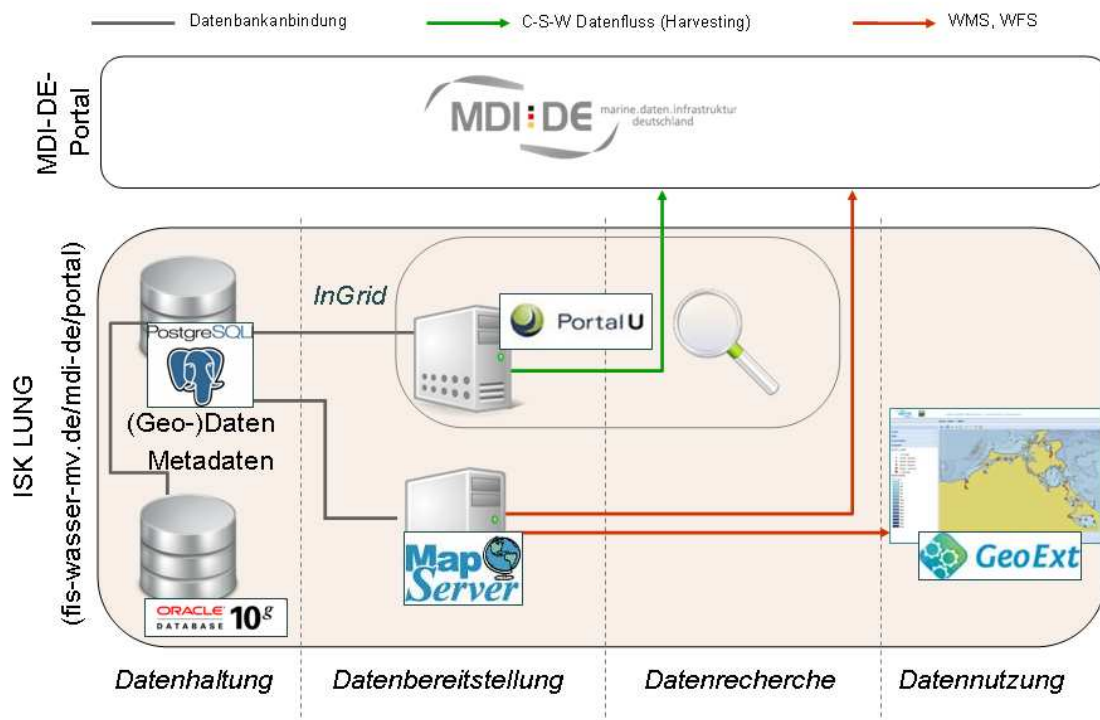 Datenbankanbindung
C-S-W Datenfluss (Harvesting)
WMS, WFS
MDI-DE-
Portal
MDI:DE
marine.daten.infrastruktur
deutschland
ISK LUNG
(fis-wasser-mv.de/mdi-de/portal)
InGrid
PortalU
PostgreSQL
(Geo-)Daten
Metadaten
Map
Server
GeoExt
ORACLE
DATABASE
10g
Datenhaltung
Datenbereitstellung
Datenrecherche
Datennutzung